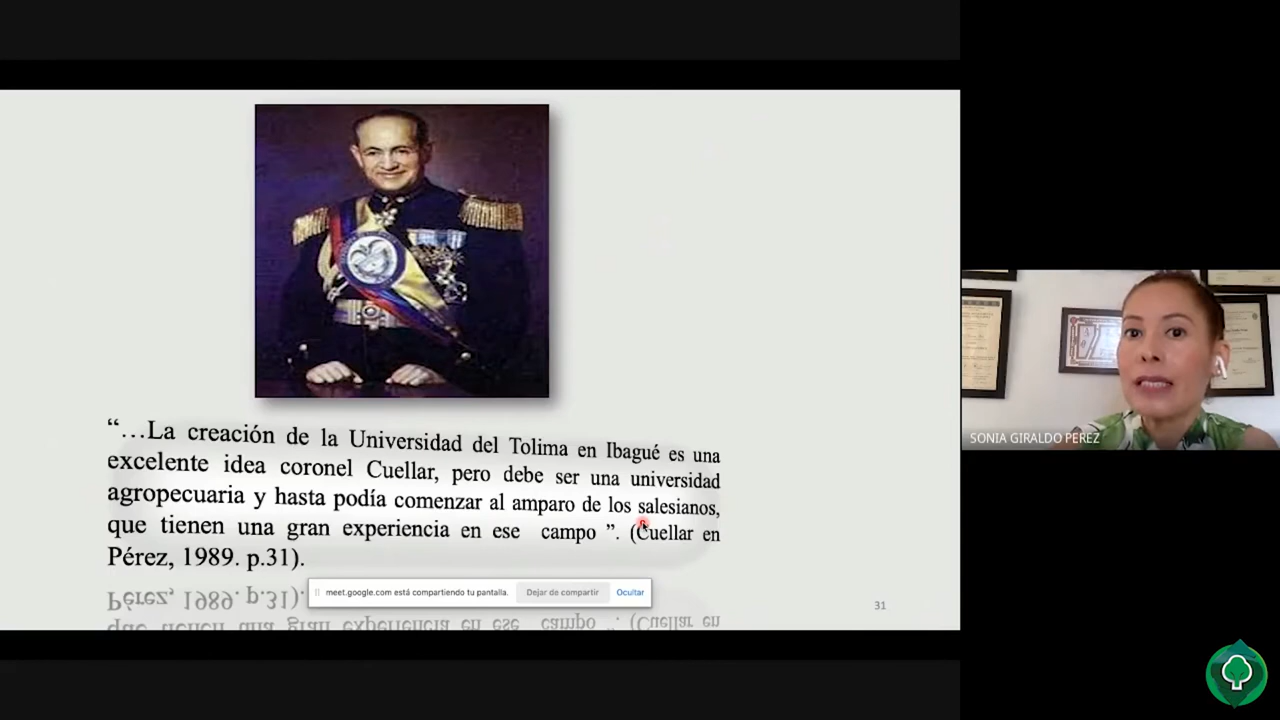 “…La creación de la Universidad del Tolima en Ibagué es una
excelente idea coronel Cuellar, pero debe ser una universidad
agropecuaria y hasta podía comenzar al amparo de los salesianos,
que tienen una gran experiencia en ese campo ”. (Cuellar en
Pérez, 1989. p.31).
meet.google.com está compartiendo tu pantalla.
Dejar de compartir
Ocultar
31
SONIA GIRALDO PEREZ